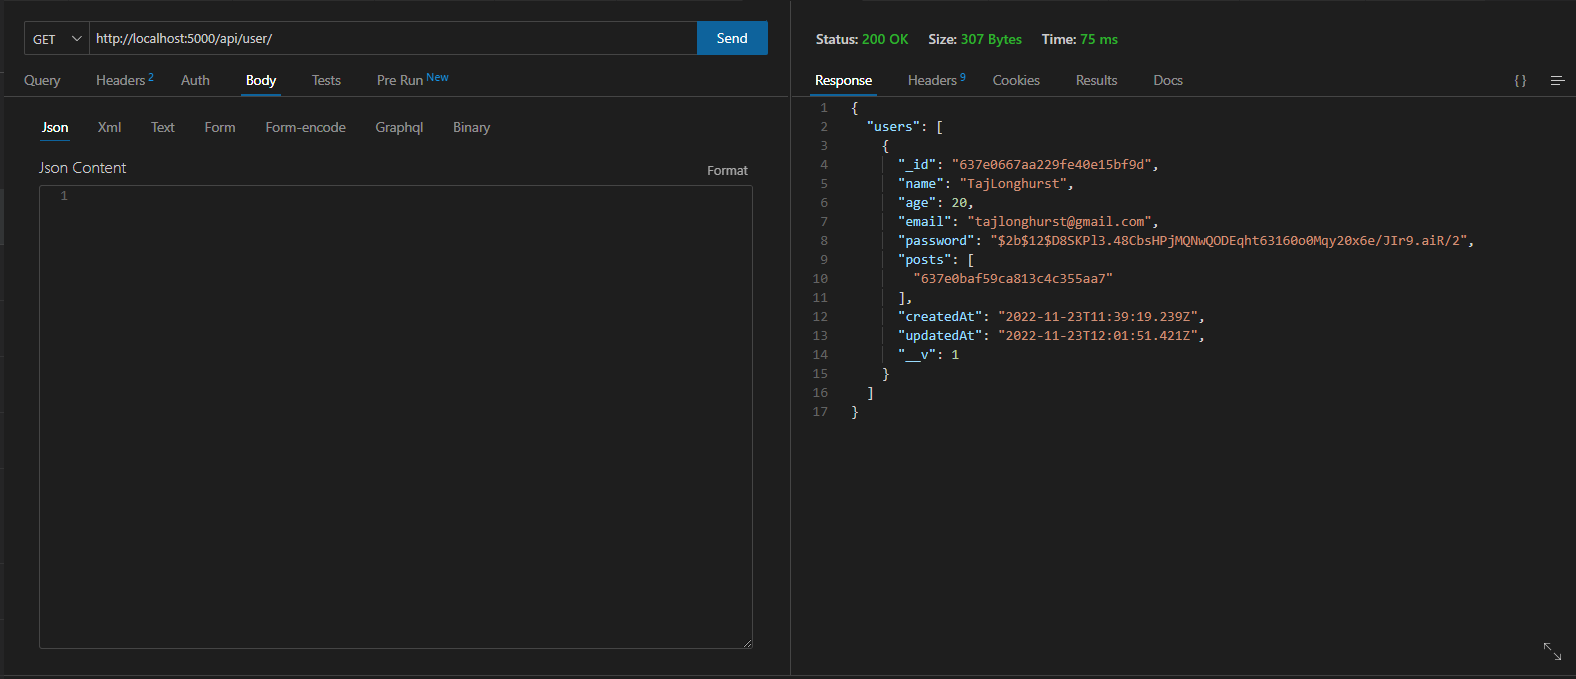 GET http://localhost:5000/api/user/ Send
Query Headers 2 Auth Body Tests Pre Run New
Json Xml Text Form Form-encode Graphql Binary
Json Content Format
1
Status: 200 OK Size: 307 Bytes Time: 75 ms
Response Headers 9 Cookies Results Docs {}
1 {
2 "users": [
3 {
4 "_id": "637e0667aa229fe40e15bf9d",
5 "name": "TajLonghurst",
6 "age": 20,
7 "email": "tajlonghurst@gmail.com",
8 "password": "$2b$12$D8SKPl3.48CbsHPjMQNwQODEqht63160o0Mqy20x6e/JIr9.aiR/2",
9 "posts": [
10 "637e0baf59ca813c4c355aa7"
11 ],
12 "createdAt": "2022-11-23T11:39:19.239Z",
13 "updatedAt": "2022-11-23T12:01:51.421Z",
14 "__v": 1
15 }
16 ]
17 }